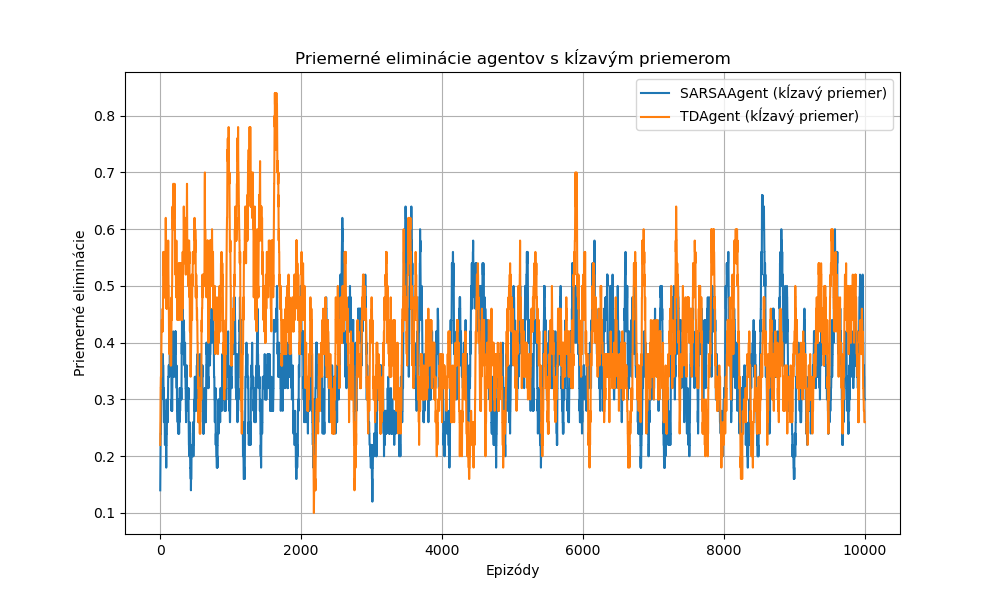 Priemerné eliminácie agentov s kĺzavým priemerom
SARSAAgent (kĺzavý priemer)
TDAgent (kĺzavý priemer)
Priemerné eliminácie
0.8
0.7
0.6
0.5
0.4
0.3
0.2
0.1
0
2000
4000
6000
8000
10000
Epizódy